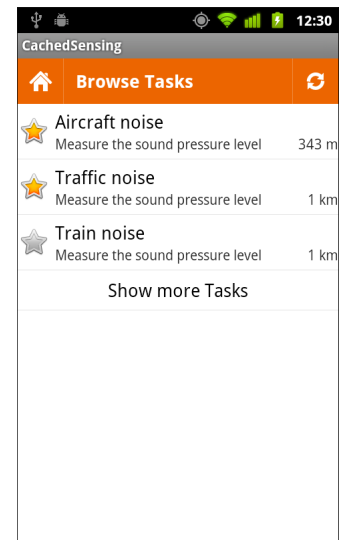 12:30
CachedSensing
Browse Tasks
Aircraft noise
Measure the sound pressure level 343 m
Traffic noise
Measure the sound pressure level 1 km
Train noise
Measure the sound pressure level 1 km
Show more Tasks